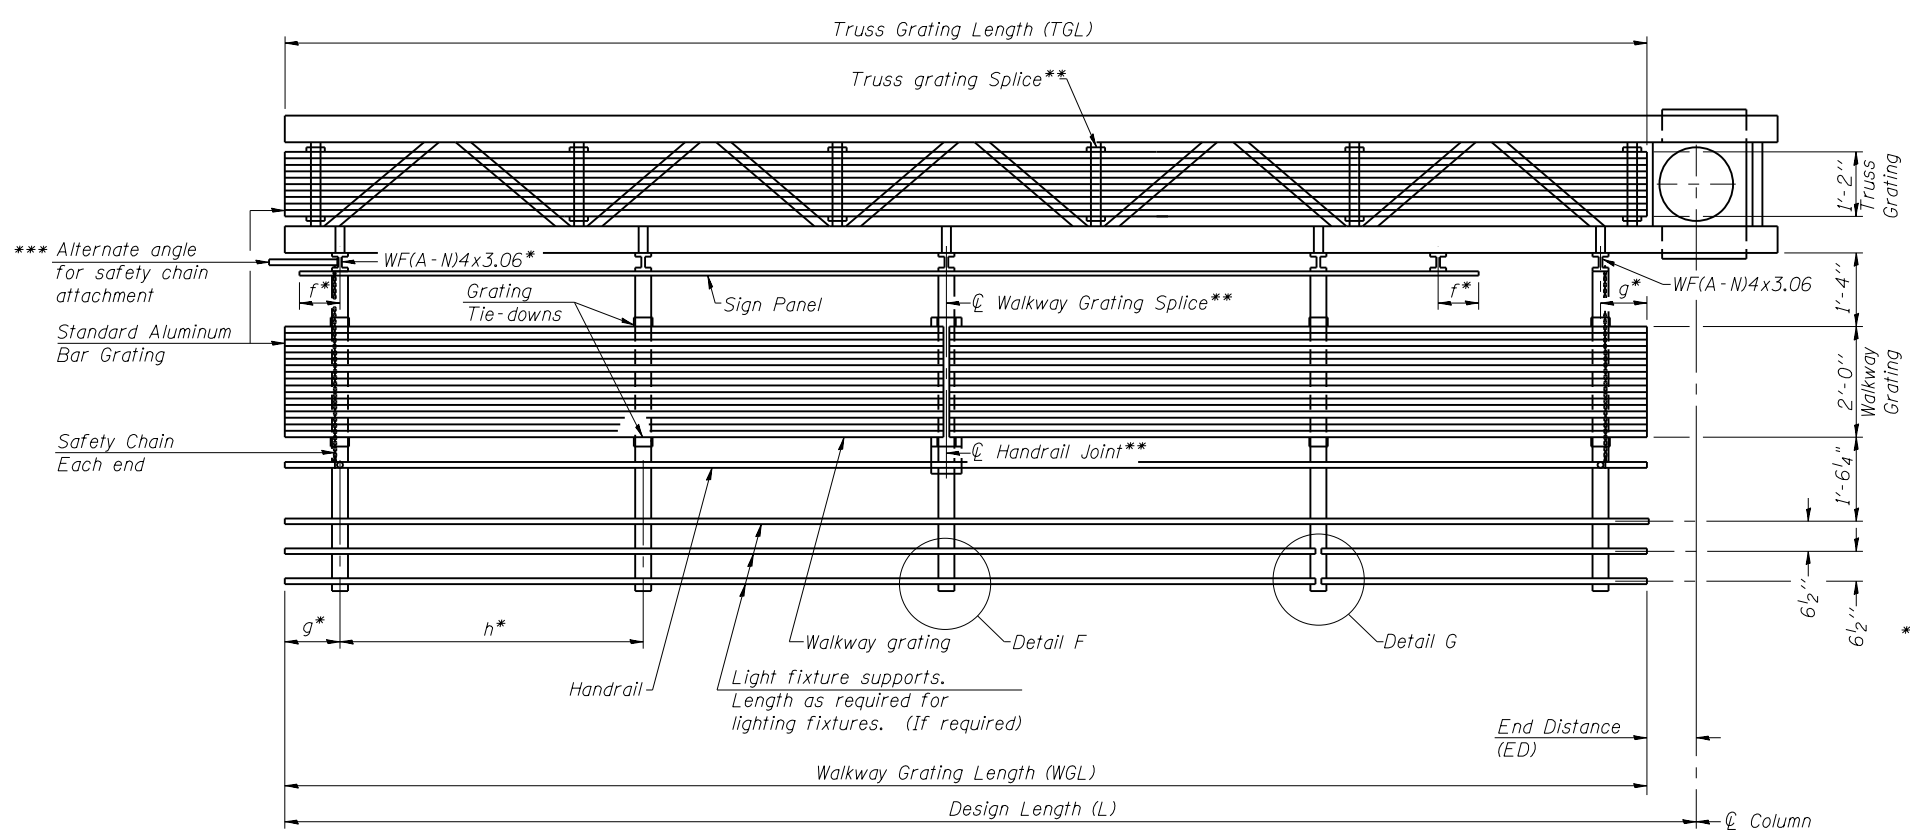 Truss Grating Length (TGL)
Truss grating Splice**
1'-2''
Truss
Grating
*** Alternate angle
for safety chain
attachment
WF(A-N)4x3.06*
WF(A-N)4x3.06
f*
Grating
Tie-downs
Sign Panel
℄ Walkway Grating Splice**
f*
g*
1'-4''
Standard Aluminum
Bar Grating
2'-0''
Walkway
Grating
Safety Chain
Each end
℄ Handrail Joint**
1'-6¼"
6½''
6½''
*
g*
h*
Walkway grating
Detail F
Detail G
Handrail
Light fixture supports.
Length as required for
lighting fixtures. (If required)
End Distance
(ED)
Walkway Grating Length (WGL)
Design Length (L)
℄ Column